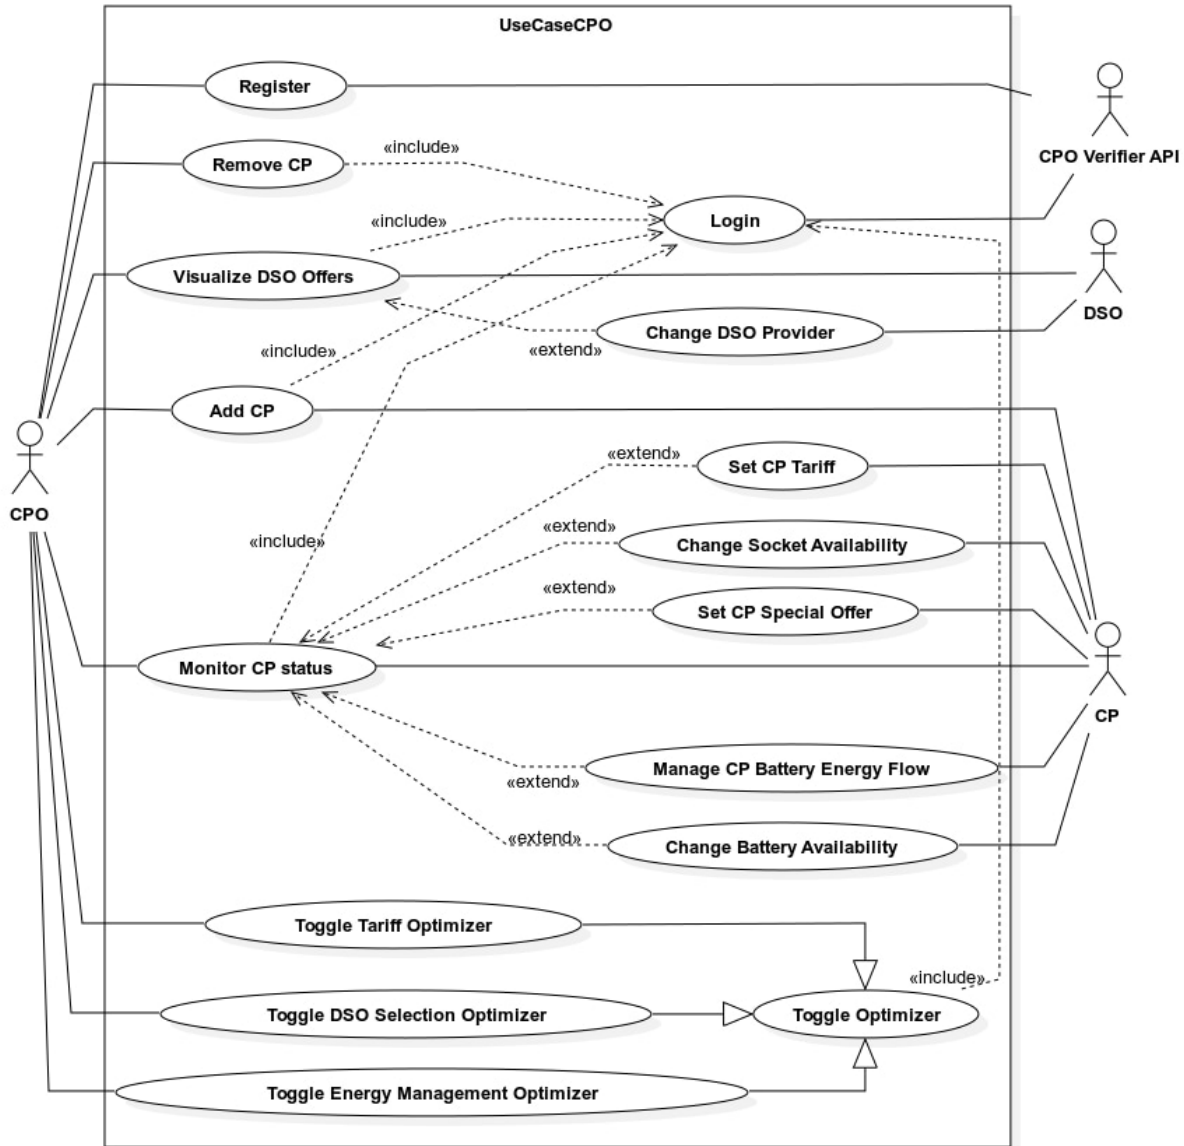 UseCaseCPO
Register
CPO Verifier API
«include»
Remove CP
Login
«include»
Visualize DSO Offers
DSO
Change DSO Provider
«extend»
«include»
Add CP
«extend»
Set CP Tariff
CPO
«extend»
«include»
Change Socket Availability
«extend»
Set CP Special Offer
Monitor CP status
CP
Manage CP Battery Energy Flow
«extend»
«extend»
Change Battery Availability
Toggle Tariff Optimizer
«include»
Toggle DSO Selection Optimizer
Toggle Optimizer
Toggle Energy Management Optimizer